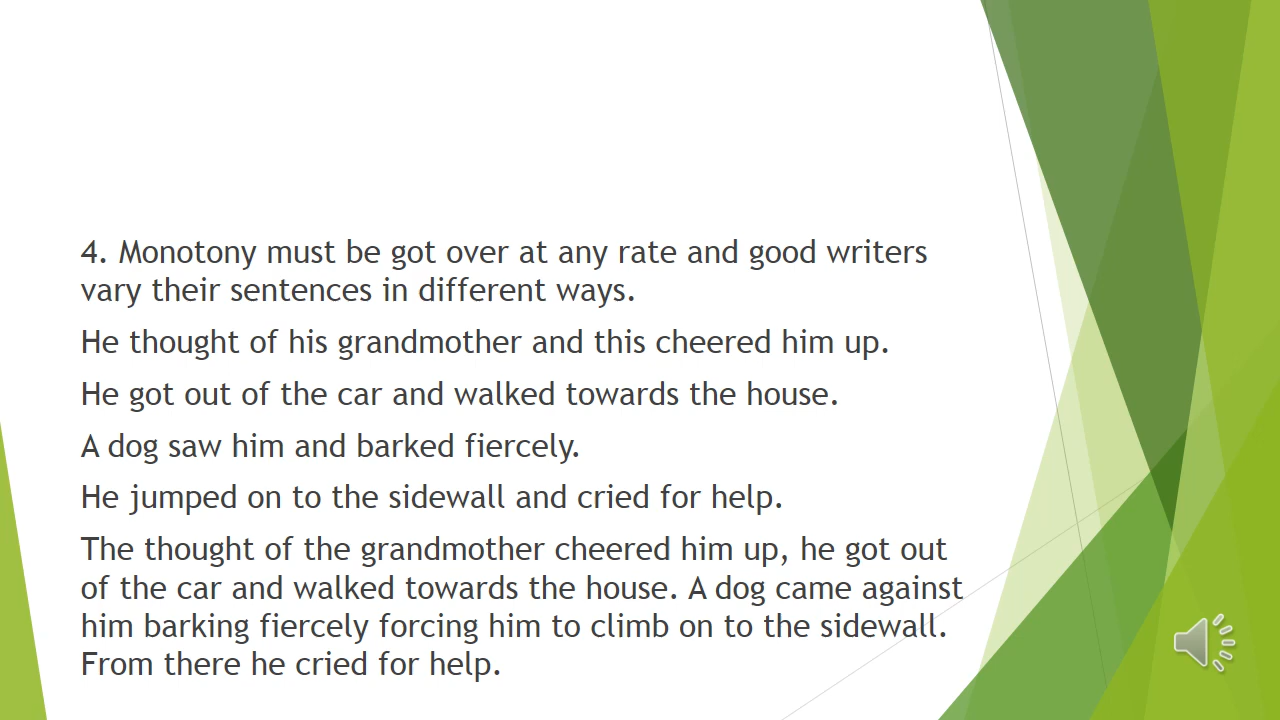 4. Monotony must be got over at any rate and good writers
vary their sentences in different ways.
He thought of his grandmother and this cheered him up.
He got out of the car and walked towards the house.
A dog saw him and barked fiercely.
He jumped on to the sidewall and cried for help.
The thought of the grandmother cheered him up, he got out
of the car and walked towards the house. A dog came against
him barking fiercely forcing him to climb on to the sidewall.
From there he cried for help.